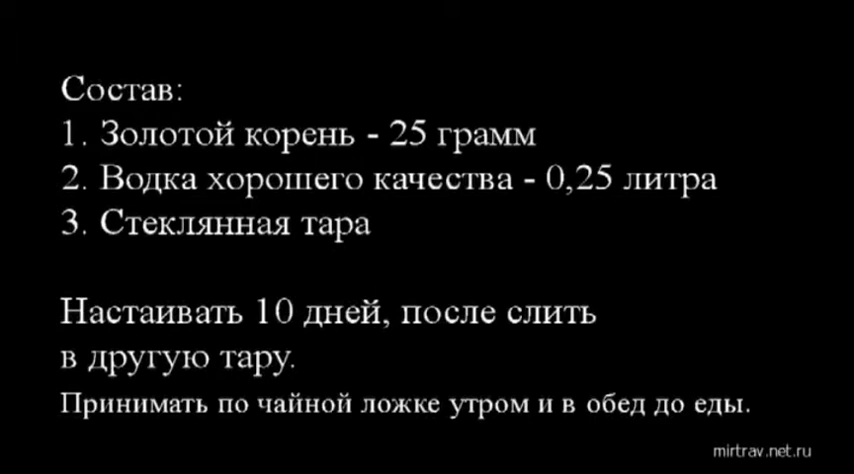 Состав:
1. Золотой корень - 25 грамм
2. Водка хорошего качества - 0,25 литра
3. Стеклянная тара
Настаивать 10 дней, после слить
в другую тару.
Принимать по чайной ложке утром и в обед до еды.
mirtrav.net.ru